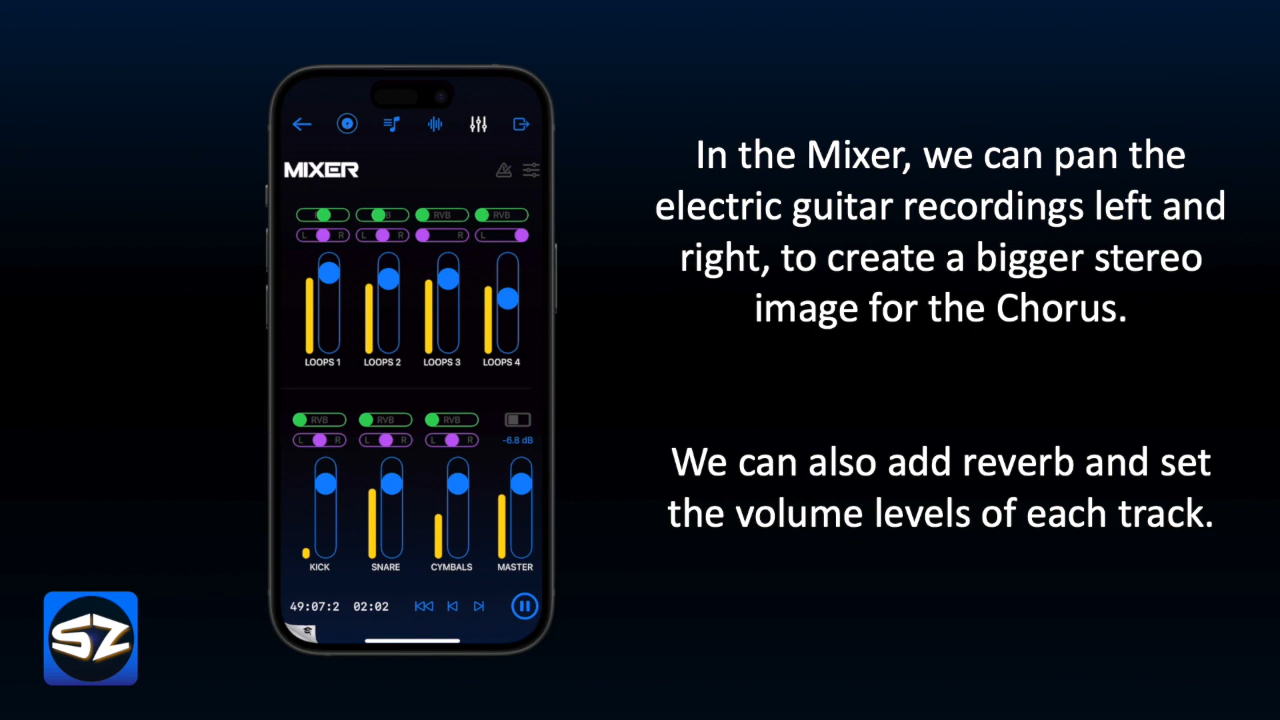 MIXER
RVB RVB
L R L R R L
LOOPS 1 LOOPS 2 LOOPS 3 LOOPS 4
RVB RVB RVB
L R L R L R -6.8 dB
KICK SNARE CYMBALS MASTER
49:07:2 02:02
In the Mixer, we can pan the
electric guitar recordings left and
right, to create a bigger stereo
image for the Chorus.
We can also add reverb and set
the volume levels of each track.
SZ